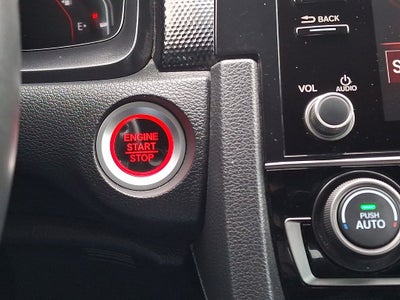 E
BACK
VOL
AUDIO
S
ENGINE
START
STOP
PUSH
AUTO